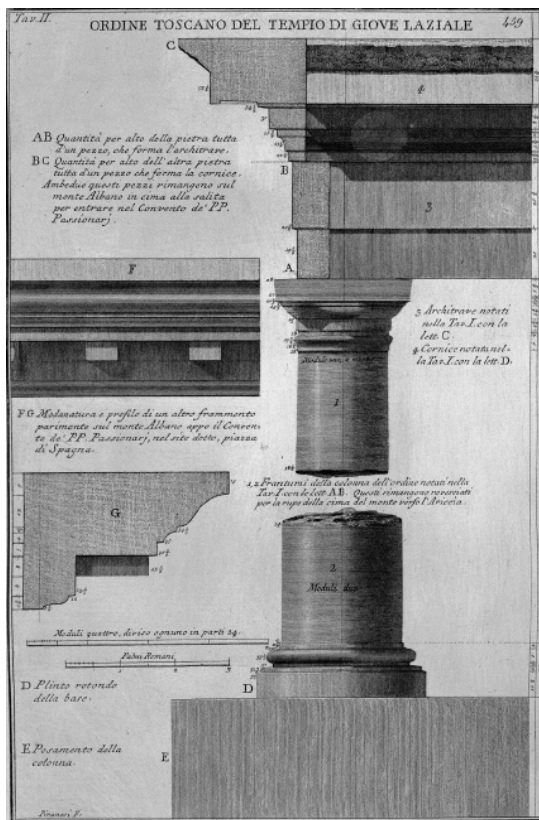 Tav. II.
ORDINE TOSCANO DEL TEMPIO DI GIOVE LAZIALE
459
C
4
A B Quantità per alto della pietra tutta
d'un pezzo, che forma l'architrave.
B C Quantità per alto dell'altra pietra
tutta d'un pezzo che forma la cornice.
Ambedue questi pezzi rimangono sul
monte Albano in cima alla salita
per entrare nel Convento de' PP.
Passionarj.
B
3
A
F
3 Architrave notati
nella Tav. I. con la
lett. C.
4 Cornice notata nel-
la Tav. I. con la lett. D.
1
F G Modanatura e profilo di un altro frammento
parimente sul monte Albano appo il Conven-
to de' PP. Passionarj, nel sito detto, piazza
di Spagna.
1, 2 Frantumi della colonna dell'ordine notati nella
Tav. I. con le lett. A B. Questi rimangono rovesciati
per la rupe della cima del monte verso l'Ariccia.
G
2
Moduli due
Moduli quattro, diviso ognuno in parti 24.
Palmi Romani
D Plinto rotondo
della base.
D
E Posamento della
colonna.
E
Piranesi F.